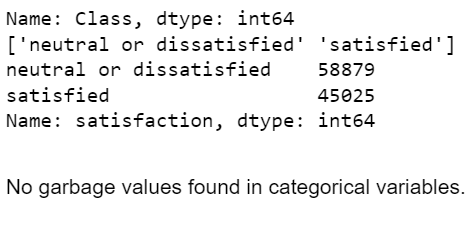 Name: Class, dtype: int64
['neutral or dissatisfied' 'satisfied']
neutral or dissatisfied    58879
satisfied                  45025
Name: satisfaction, dtype: int64
No garbage values found in categorical variables.